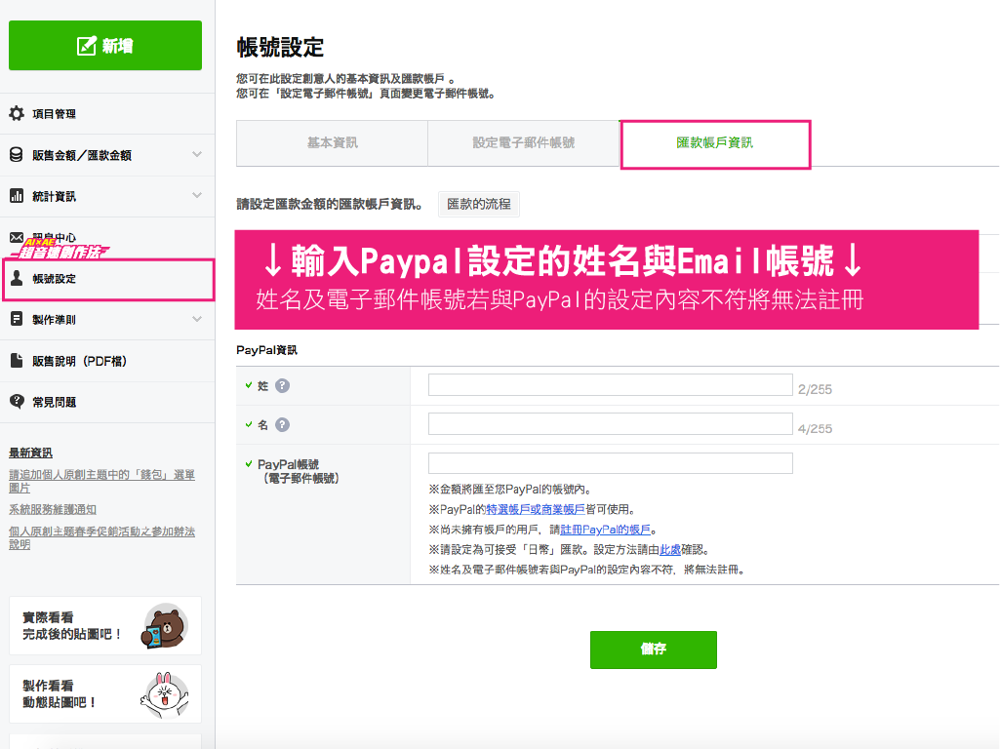 新增
項目管理
販售金額／匯款金額
統計資訊
訊息中心
AI×AE
超音速創作法
帳號設定
製作準則
販售說明（PDF檔）
常見問題
最新資訊
請追加個人原創主題中的「錢包」選單
圖片
系統服務維護通知
個人原創主題春季促銷活動之參加辦法
說明
實際看看
完成後的貼圖吧！
製作看看
動態貼圖吧！
帳號設定
您可在此設定創意人的基本資訊及匯款帳戶 。
您可在「設定電子郵件帳號」頁面變更電子郵件帳號。
基本資訊
設定電子郵件帳號
匯款帳戶資訊
請設定匯款金額的匯款帳戶資訊。
匯款的流程
↓輸入Paypal設定的姓名與Email帳號↓
姓名及電子郵件帳號若與PayPal的設定內容不符將無法註冊
PayPal資訊
姓 ?
2/255
名 ?
4/255
PayPal帳號
（電子郵件帳號）
※金額將匯至您PayPal的帳號內。
※PayPal的特選帳戶或商業帳戶皆可使用。
※尚未擁有帳戶的用戶，請註冊PayPal的帳戶。
※請設定為可接受「日幣」匯款。設定方法請由此處確認。
※姓名及電子郵件帳號若與PayPal的設定內容不符，將無法註冊。
儲存